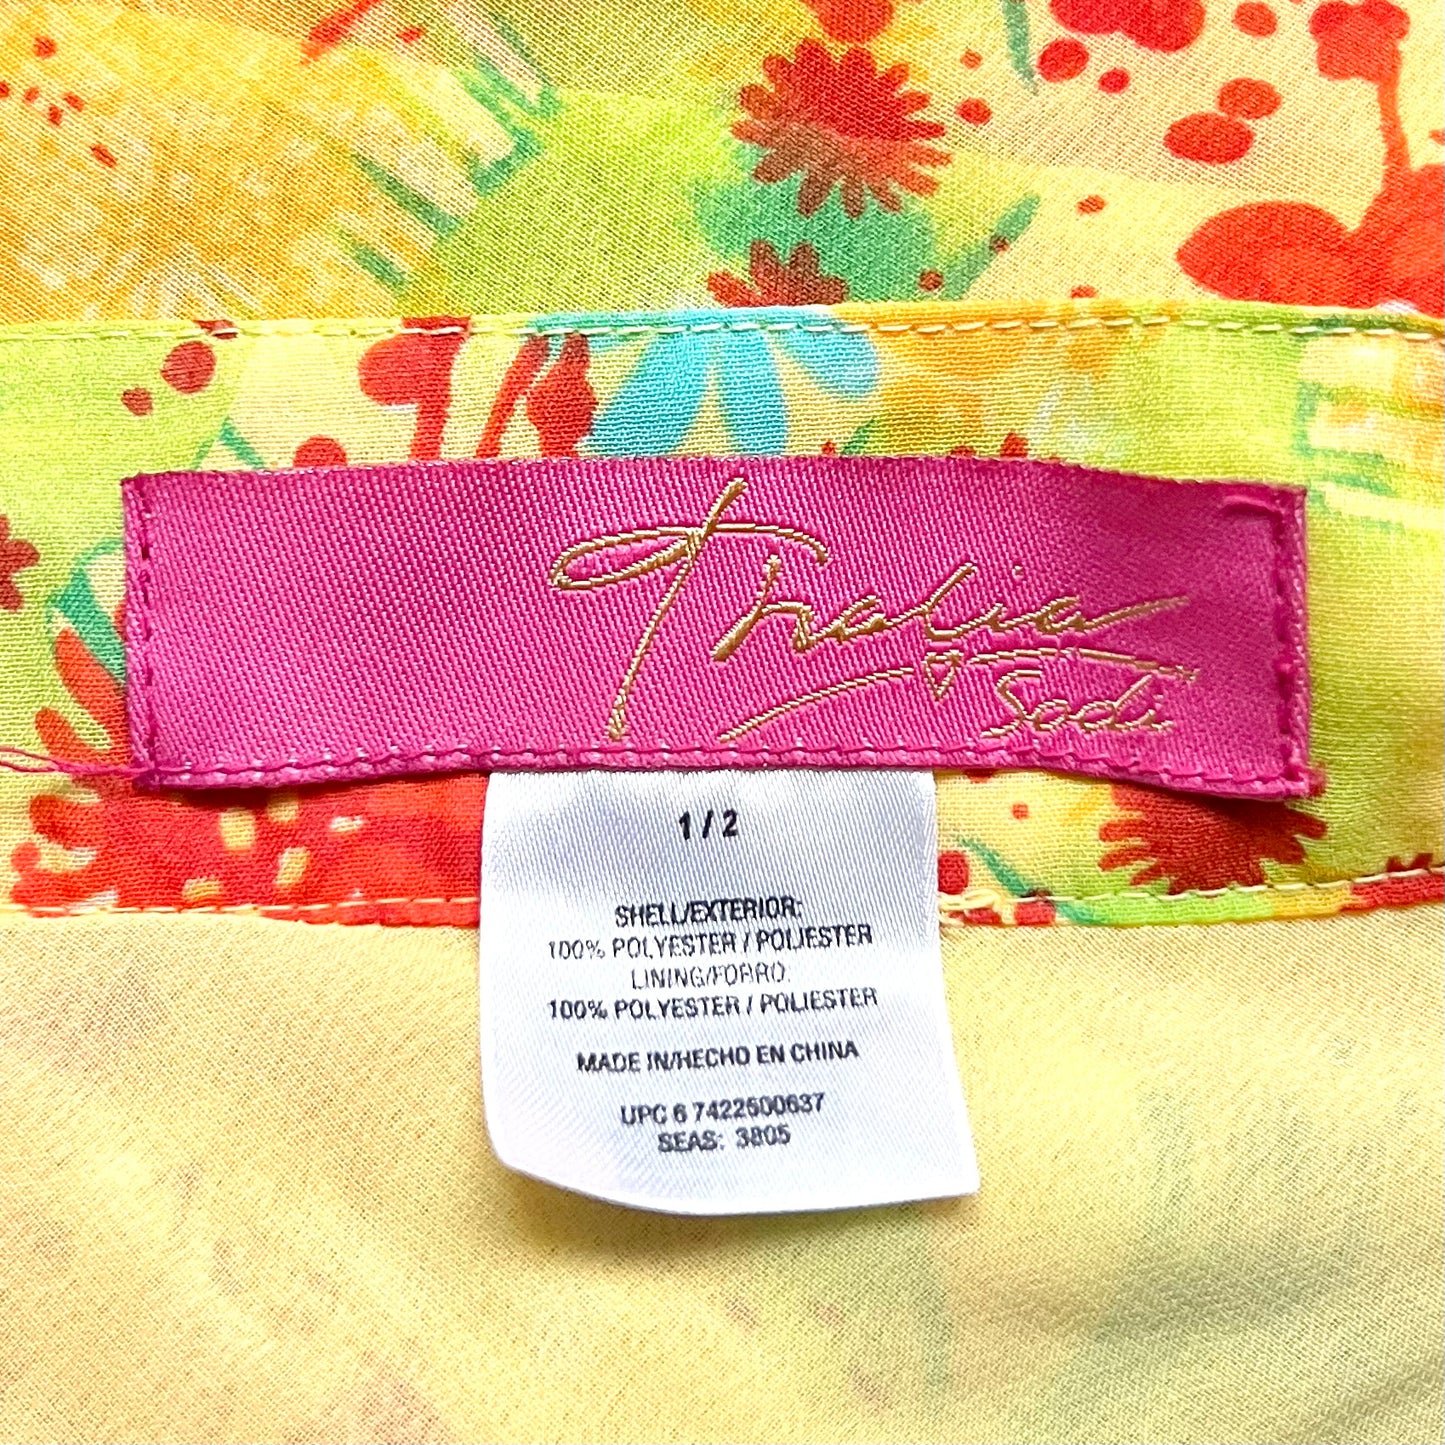 Thalia
Sodi
1 / 2
SHELL/EXTERIOR:
100% POLYESTER / POLIESTER
LINING/FORRO:
100% POLYESTER / POLIESTER
MADE IN/HECHO EN CHINA
UPC 6 7422500637
SEAS: 3805